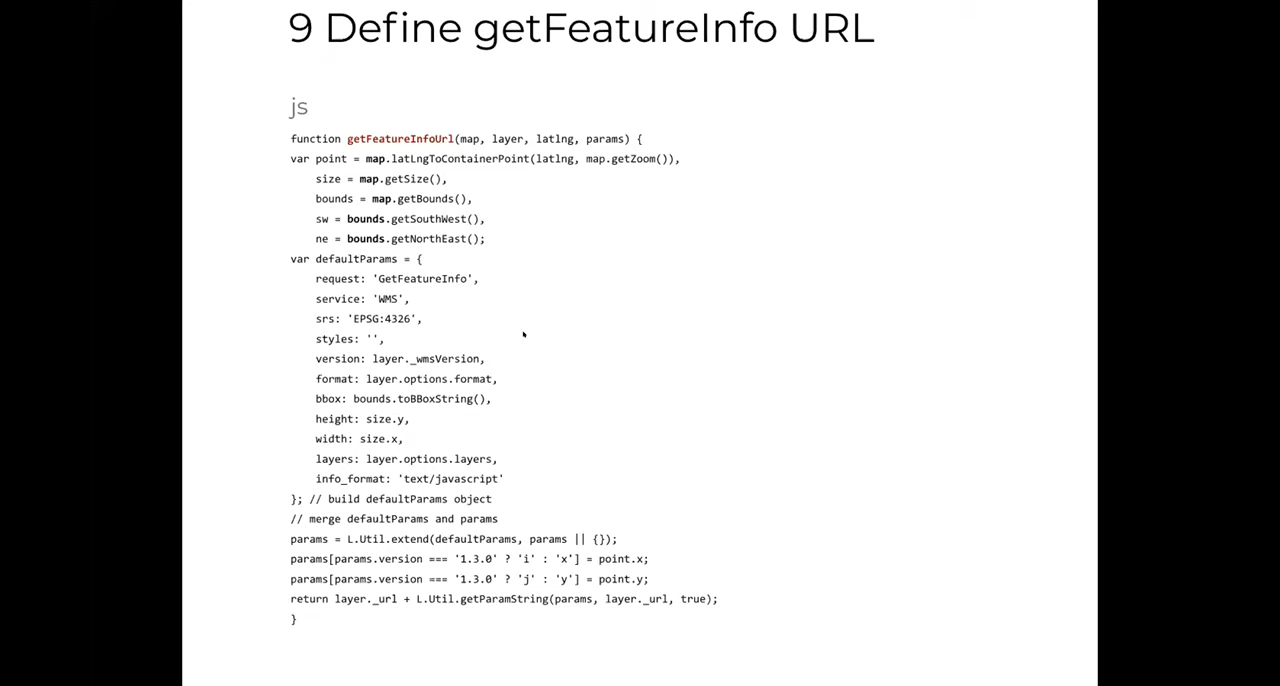 9 Define getFeatureInfo URL
js
function getFeatureInfoUrl(map, layer, latlng, params) {
var point = map.latLngToContainerPoint(latlng, map.getZoom()),
size = map.getSize(),
bounds = map.getBounds(),
sw = bounds.getSouthWest(),
ne = bounds.getNorthEast();
var defaultParams = {
request: 'GetFeatureInfo',
service: 'WMS',
srs: 'EPSG:4326',
styles: '',
version: layer._wmsVersion,
format: layer.options.format,
bbox: bounds.toBBoxString(),
height: size.y,
width: size.x,
layers: layer.options.layers,
info_format: 'text/javascript'
}; // build defaultParams object
// merge defaultParams and params
params = L.Util.extend(defaultParams, params || {});
params[params.version === '1.3.0' ? 'i' : 'x'] = point.x;
params[params.version === '1.3.0' ? 'j' : 'y'] = point.y;
return layer._url + L.Util.getParamString(params, layer._url, true);
}